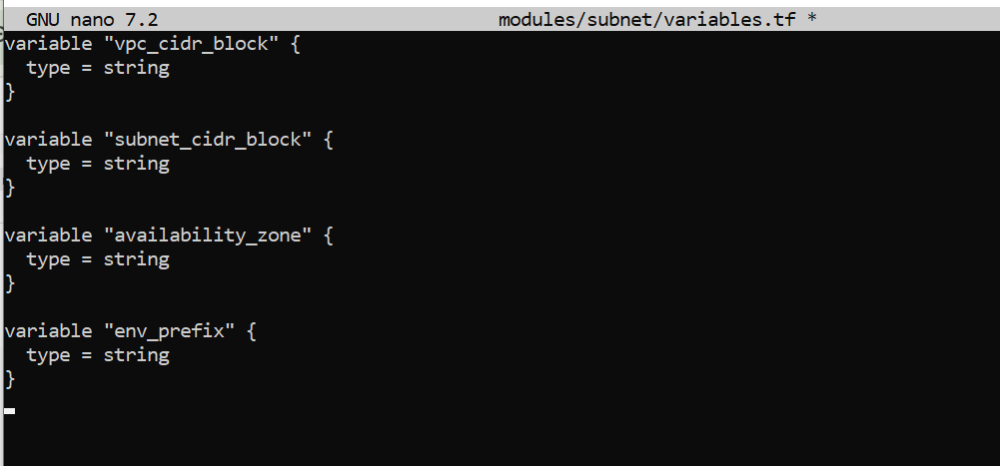 GNU nano 7.2 modules/subnet/variables.tf *
variable "vpc_cidr_block" {
  type = string
}

variable "subnet_cidr_block" {
  type = string
}

variable "availability_zone" {
  type = string
}

variable "env_prefix" {
  type = string
}